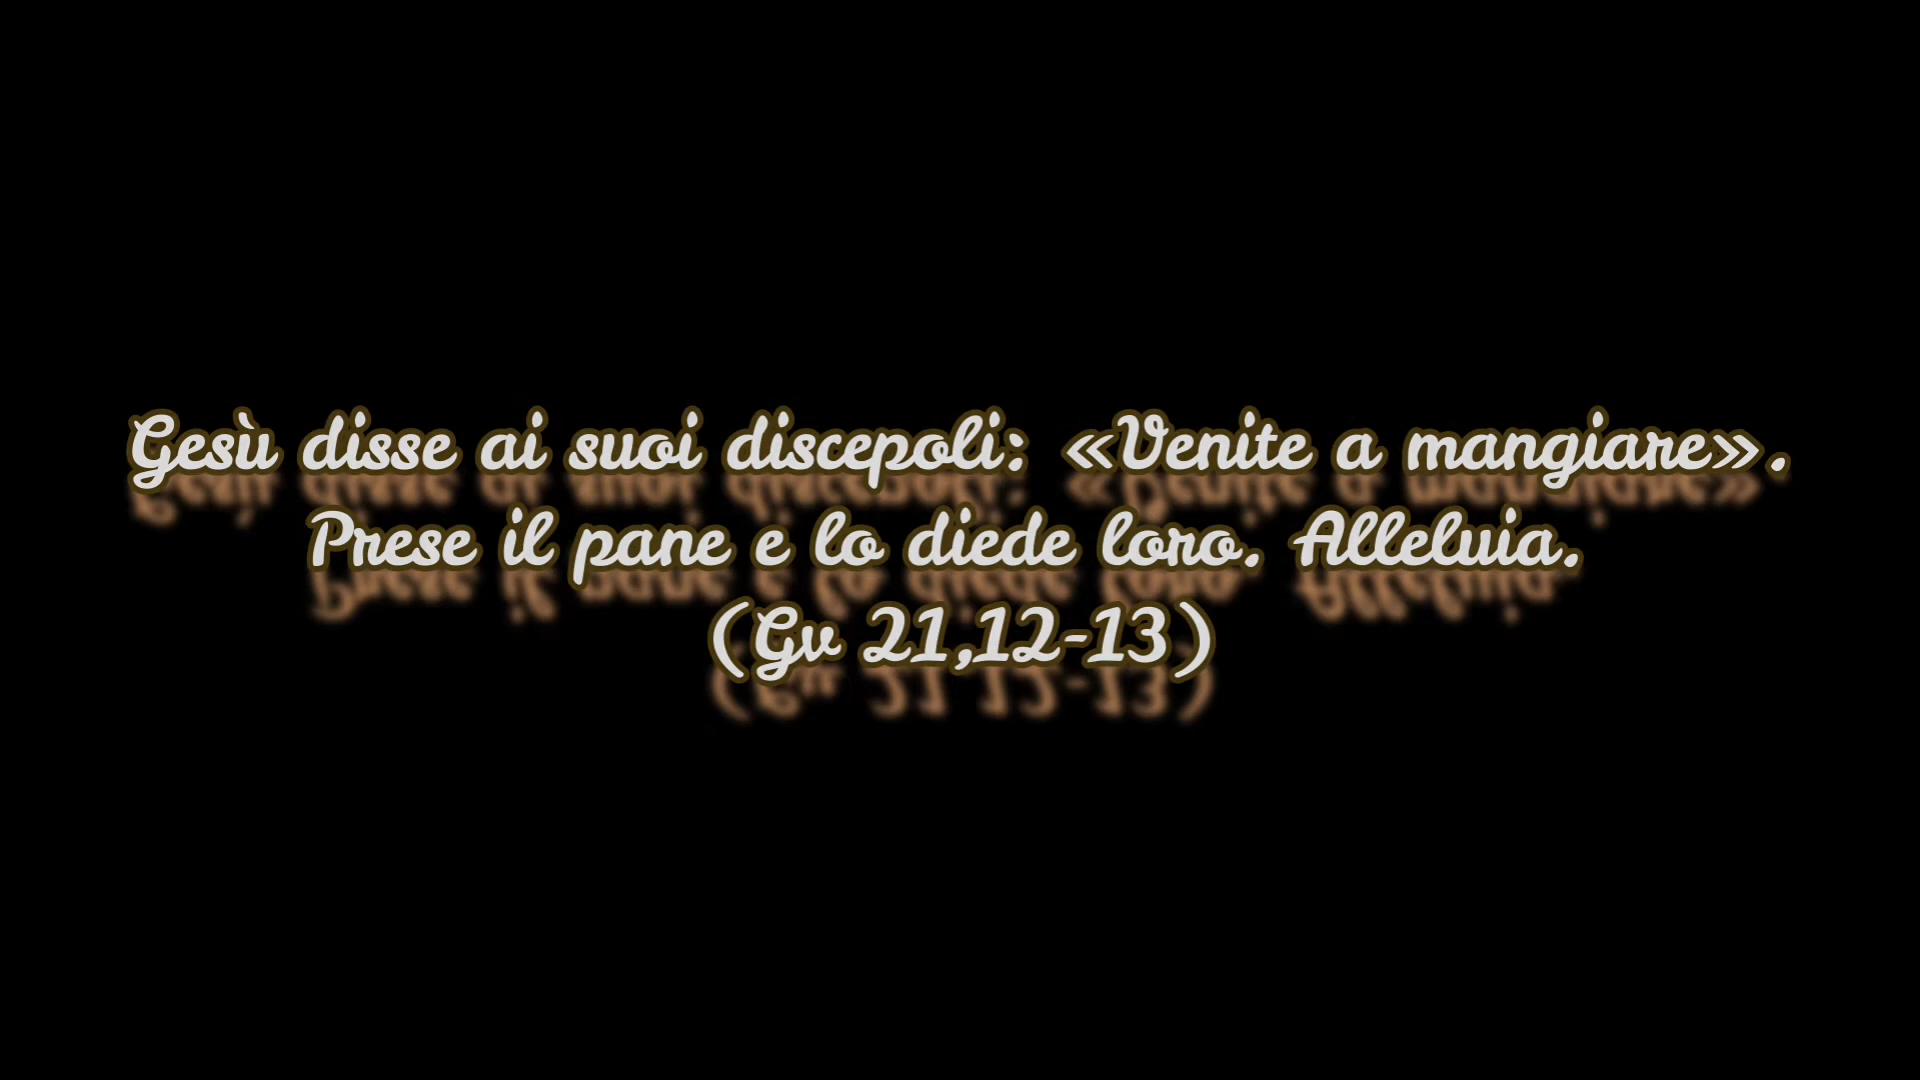 Gesù disse ai suoi discepoli: «Venite a mangiare».
Prese il pane e lo diede loro. Alleluia.
(Gv 21,12-13)